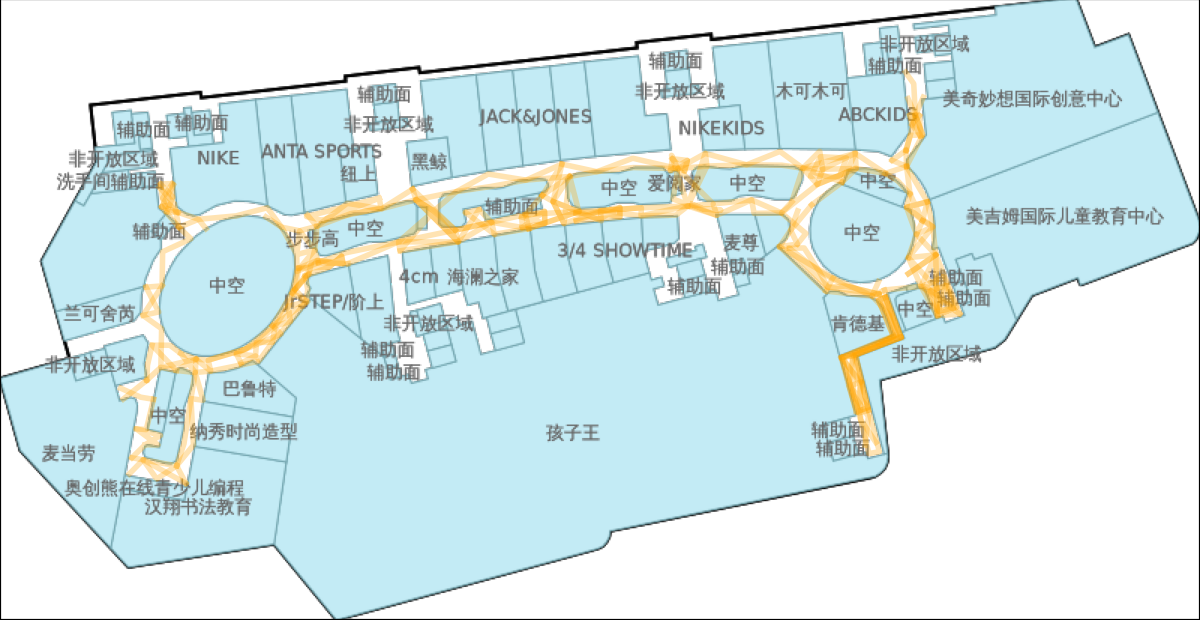 非开放区域
辅助面
辅助面
非开放区域
辅助面
美奇妙想国际创意中心
木可木可
ABCKIDS
辅助面
非开放区域
JACK&JONES
NIKEKIDS
辅助面
辅助面
非开放区域
NIKE
ANTA SPORTS
纽上
黑鲸
非开放区域
洗手间辅助面
中空
爱阅家
中空
中空
辅助面
美吉姆国际儿童教育中心
辅助面
步步高
中空
中空
3/4 SHOWTIME
麦尊
辅助面
辅助面
4cm
海澜之家
辅助面
辅助面
中空
中空
JrSTEP/阶上
兰可舍芮
非开放区域
肯德基
非开放区域
辅助面
辅助面
非开放区域
巴鲁特
中空
纳秀时尚造型
孩子王
辅助面
辅助面
麦当劳
奥创熊在线青少儿编程
汉翔书法教育